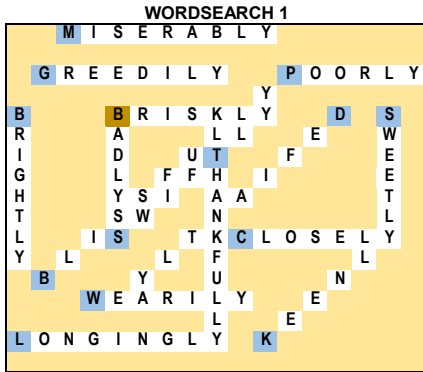 WORDSEARCH 1
M I S E R A B L Y
G R E E D I L Y P O O R L Y
Y
B B R I S K L Y D S
R A L L E W
I D U T F E
G L F F H I E
H Y S I A A T
T S W N L
L I S T K C L O S E L Y
Y L L F L
B Y U N
W E A R I L Y E
L E
L O N G I N G L Y K